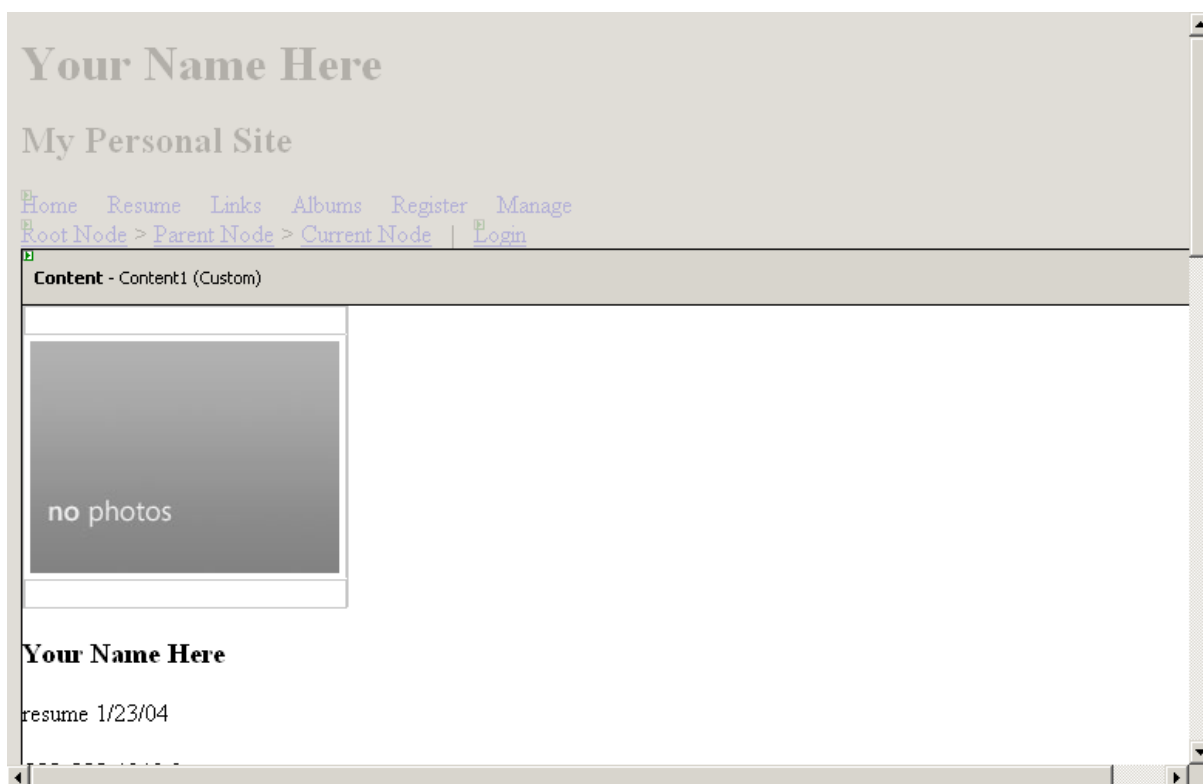 Your Name Here
My Personal Site
Home Resume Links Albums Register Manage
Root Node > Parent Node > Current Node | Login
Content - Content1 (Custom)
no photos
Your Name Here
resume 1/23/04